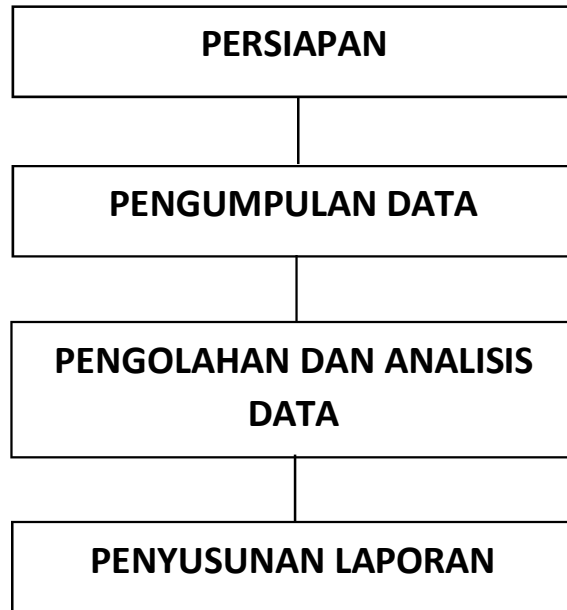 PERSIAPAN
PENGUMPULAN DATA
PENGOLAHAN DAN ANALISIS
DATA
PENYUSUNAN LAPORAN